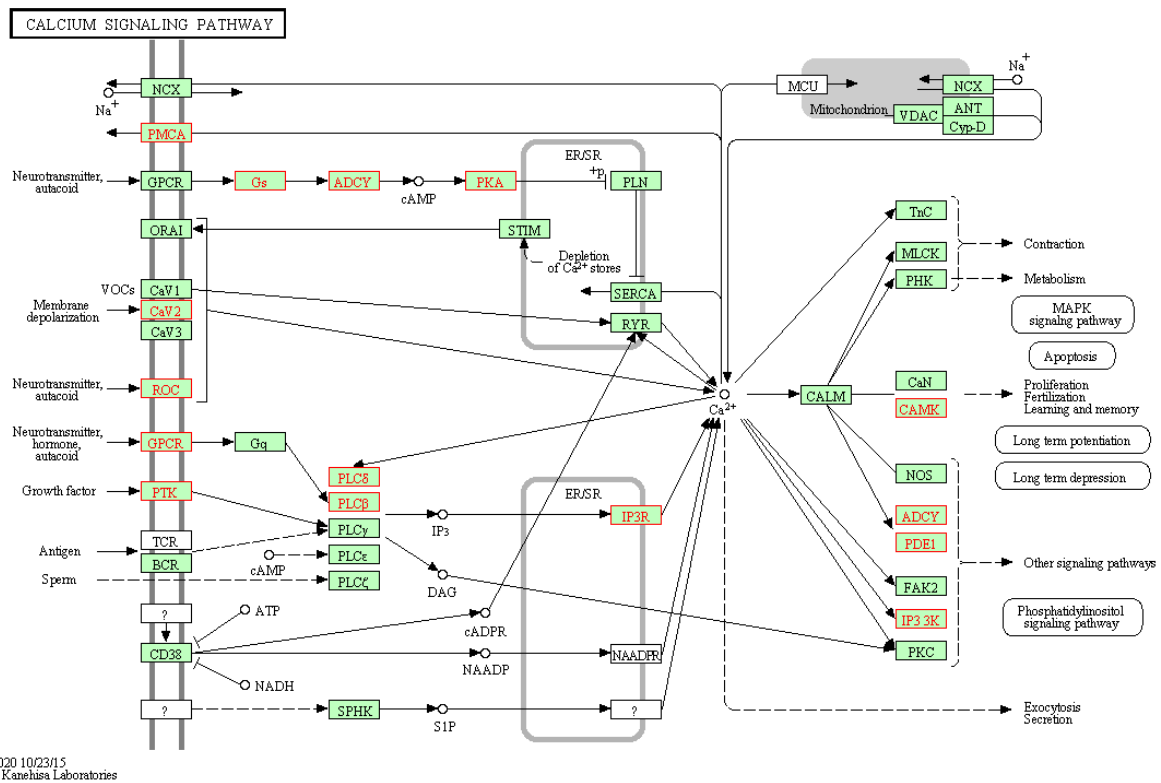 CALCIUM SIGNALING PATHWAY
NCX
Na+
PMCA
MCU
Mitochondrion
NCX
Na+
VDAC
ANT
Cyp-D
Neurotransmitter,
autacoid
GPCR
Gs
ADCY
cAMP
PKA
ER/SR
+p
PLN
ORAI
STIM
Depletion
of Ca2+ stores
SERCA
RYR
VOCs
CaV1
Membrane
depolarization
CaV2
CaV3
Neurotransmitter,
autacoid
ROC
Neurotransmitter,
hormone,
autacoid
GPCR
Gq
PLCδ
Growth factor
PTK
PLCβ
IP3
ER/SR
IP3R
Antigen
TCR
BCR
PLCγ
cAMP
PLCε
DAG
Sperm
PLCζ
?
ATP
cADPR
CD38
NAADP
NAADPR
NADH
?
SPHK
S1P
?
Ca2+
TnC
MLCK
PHK
Contraction
Metabolism
MAPK
signaling pathway
Apoptosis
CALM
CaN
CAMK
Proliferation
Fertilization
Learning and memory
Long term potentiation
Long term depression
NOS
ADCY
PDE1
FAK2
IP3 3K
PKC
Other signaling pathways
Phosphatidylinositol
signaling pathway
Exocytosis
Secretion
020 10/23/15
Kanehisa Laboratories